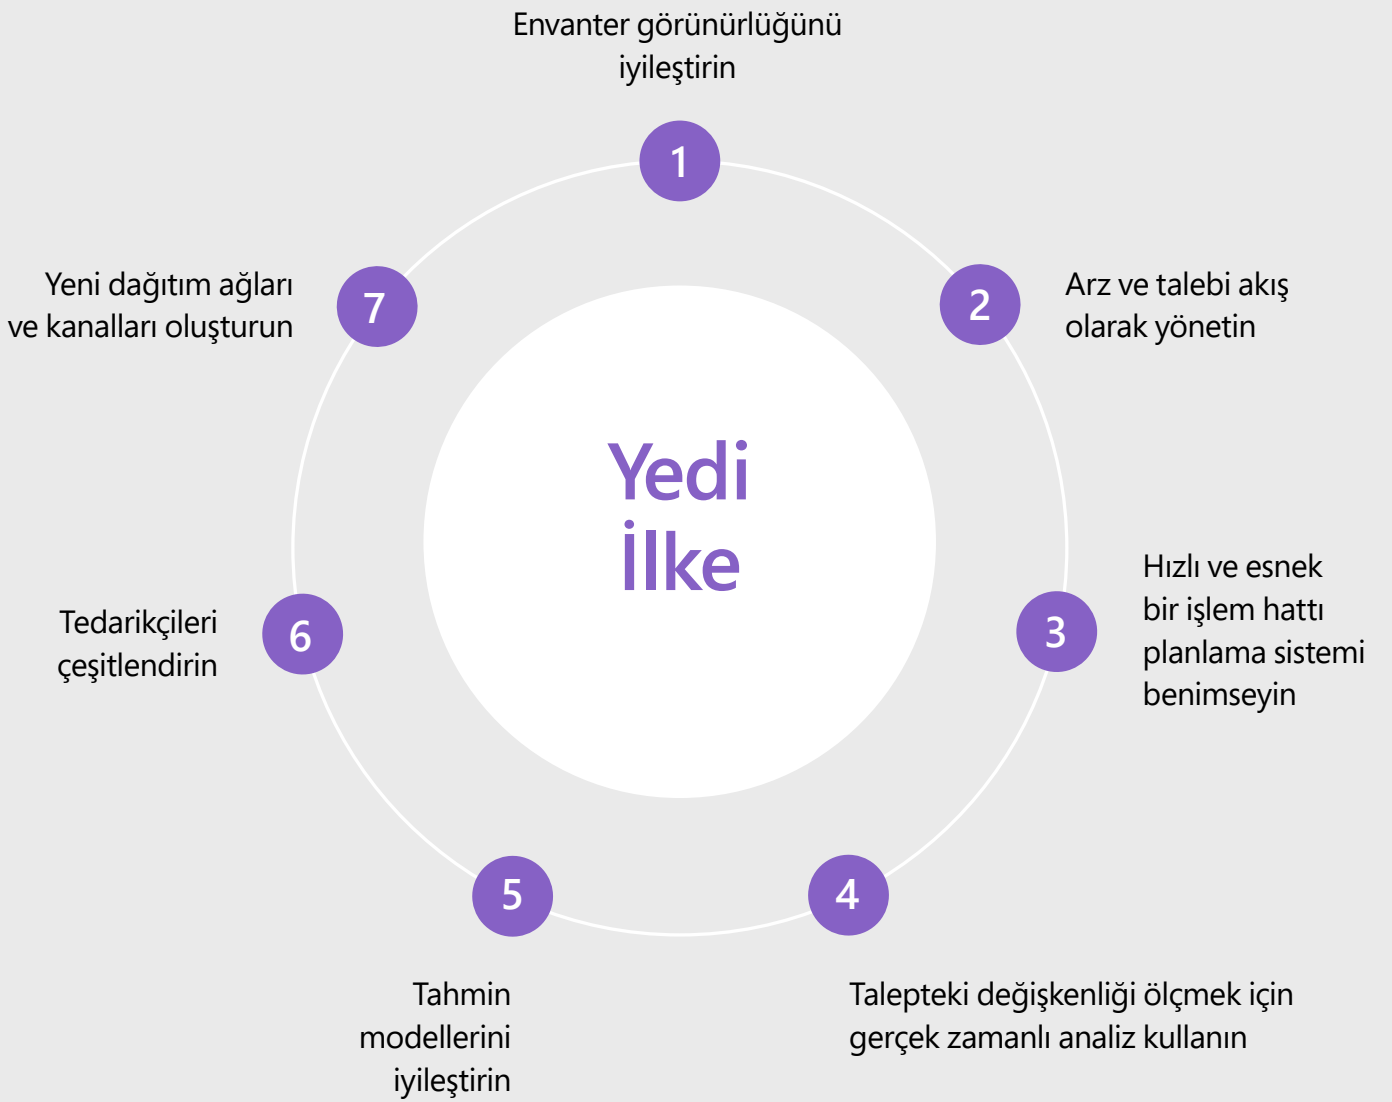 Envanter görünürlüğünü
iyileştirin
1
2
Arz ve talebi akış
olarak yönetin
3
Hızlı ve esnek
bir işlem hattı
planlama sistemi
benimseyin
4
Talepteki değişkenliği ölçmek için
gerçek zamanlı analiz kullanın
5
Tahmin
modellerini
iyileştirin
6
Tedarikçileri
çeşitlendirin
7
Yeni dağıtım ağları
ve kanalları oluşturun
Yedi
İlke